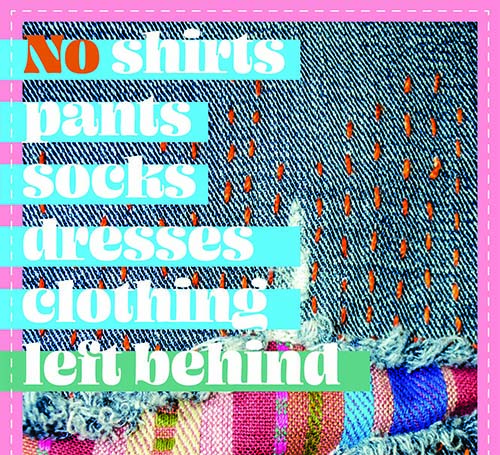 No shirts
pants
socks
dresses
clothing
left behind